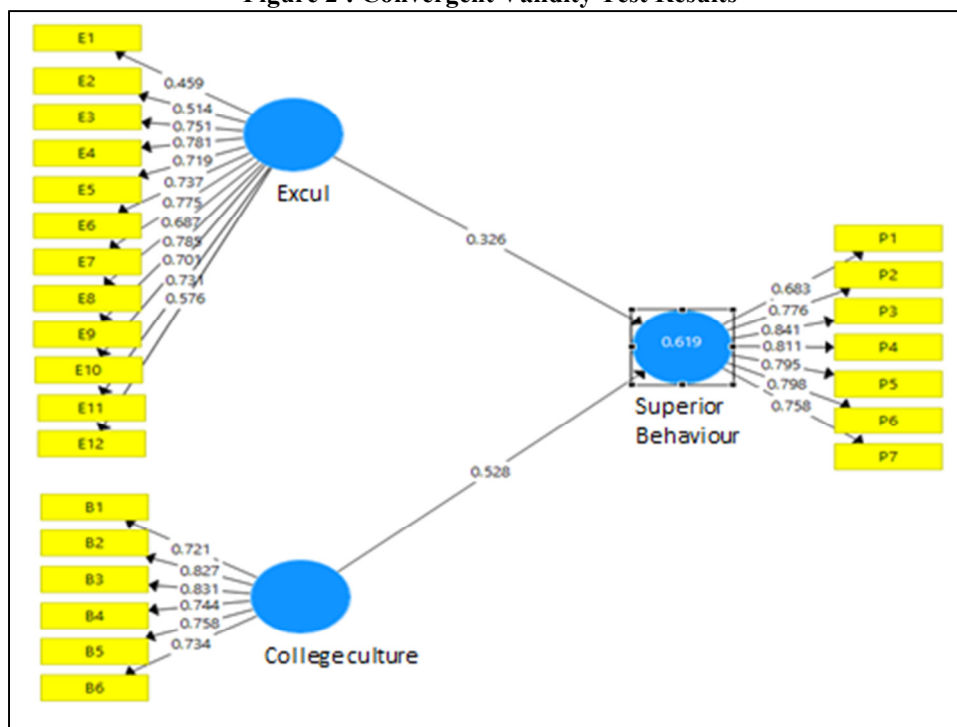 Figure 2 : Convergent Validity Test Results
E1
E2
E3
E4
E5
E6
E7
E8
E9
E10
E11
E12
0.459
0.514
0.751
0.781
0.719
0.737
0.775
0.687
0.785
0.701
0.731
0.576
Excul
0.326
B1
B2
B3
B4
B5
B6
0.721
0.827
0.831
0.744
0.758
0.734
College culture
0.528
0.619
Superior
Behaviour
0.683
0.776
0.841
0.811
0.795
0.798
0.758
P1
P2
P3
P4
P5
P6
P7